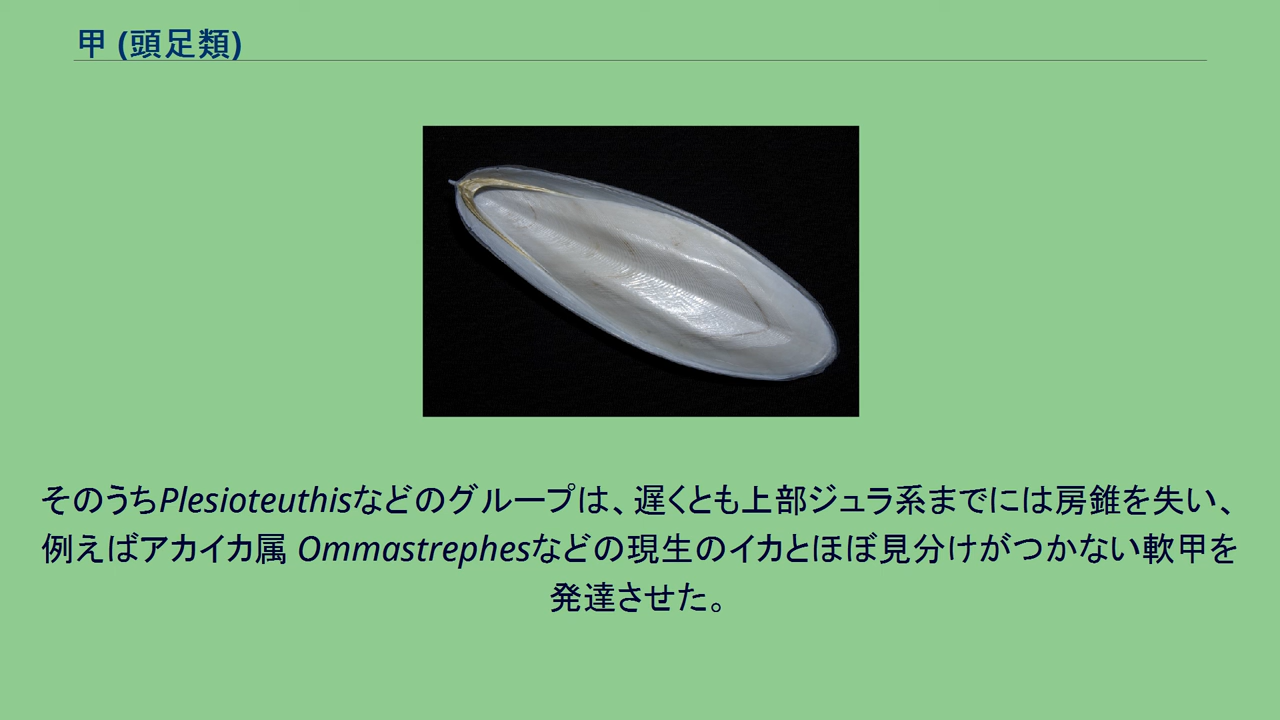 甲 (頭足類)
そのうちPlesioteuthisなどのグループは、遅くとも上部ジュラ系までには房錐を失い、
例えばアカイカ属 Ommastrephesなどの現生のイカとほぼ見分けがつかない軟甲を
発達させた。